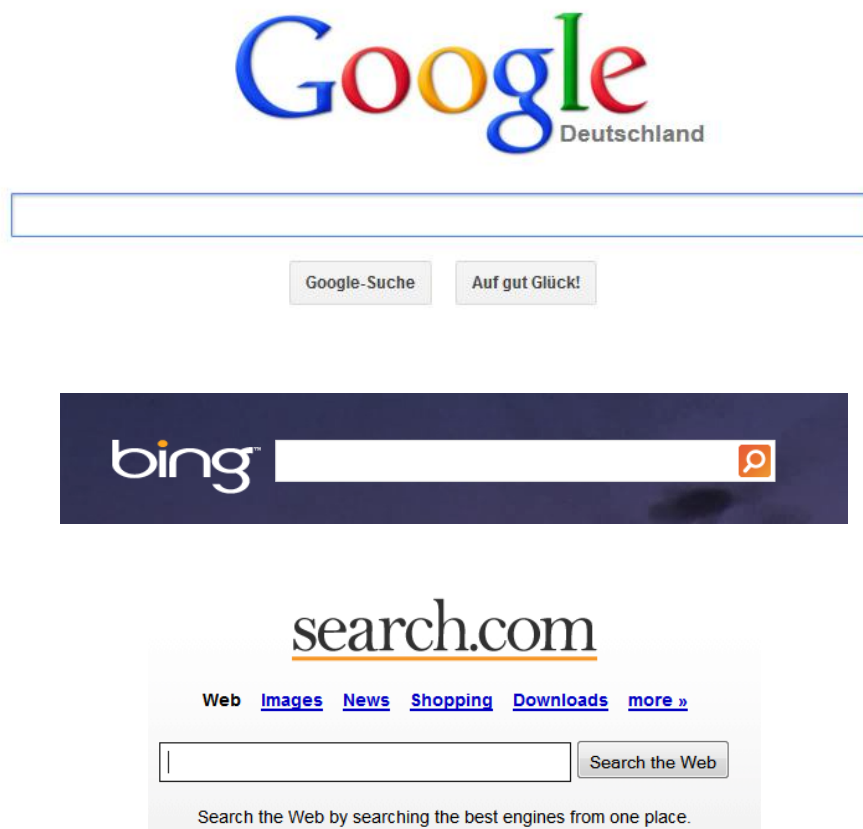 Google
Deutschland
Google-Suche Auf gut Glück!
bing™
search.com
Web Images News Shopping Downloads more »
Search the Web
Search the Web by searching the best engines from one place.